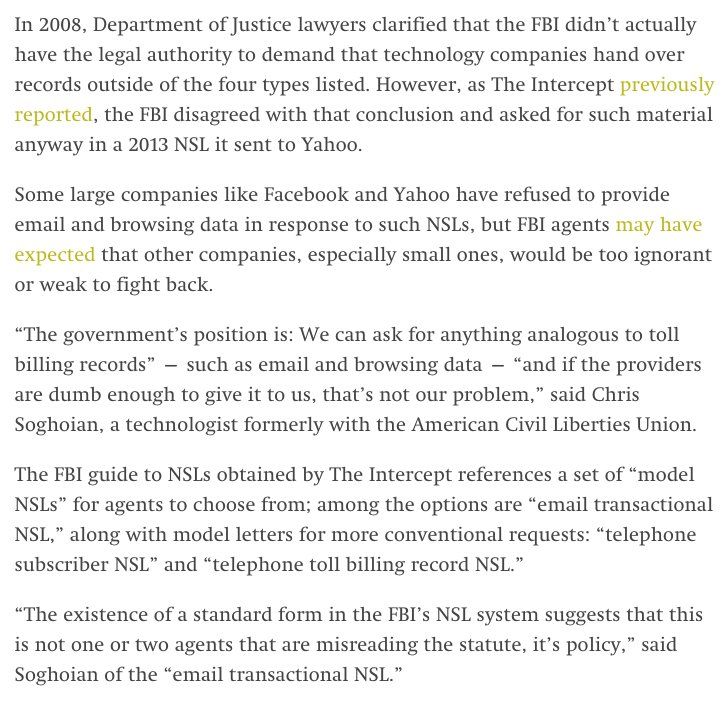 In 2008, Department of Justice lawyers clarified that the FBI didn’t actually
have the legal authority to demand that technology companies hand over
records outside of the four types listed. However, as The Intercept previously
reported, the FBI disagreed with that conclusion and asked for such material
anyway in a 2013 NSL it sent to Yahoo.
Some large companies like Facebook and Yahoo have refused to provide
email and browsing data in response to such NSLs, but FBI agents may have
expected that other companies, especially small ones, would be too ignorant
or weak to fight back.
“The government’s position is: We can ask for anything analogous to toll
billing records” — such as email and browsing data — “and if the providers
are dumb enough to give it to us, that’s not our problem,” said Chris
Soghoian, a technologist formerly with the American Civil Liberties Union.
The FBI guide to NSLs obtained by The Intercept references a set of “model
NSLs” for agents to choose from; among the options are “email transactional
NSL,” along with model letters for more conventional requests: “telephone
subscriber NSL” and “telephone toll billing record NSL.”
“The existence of a standard form in the FBI’s NSL system suggests that this
is not one or two agents that are misreading the statute, it’s policy,” said
Soghoian of the “email transactional NSL.”